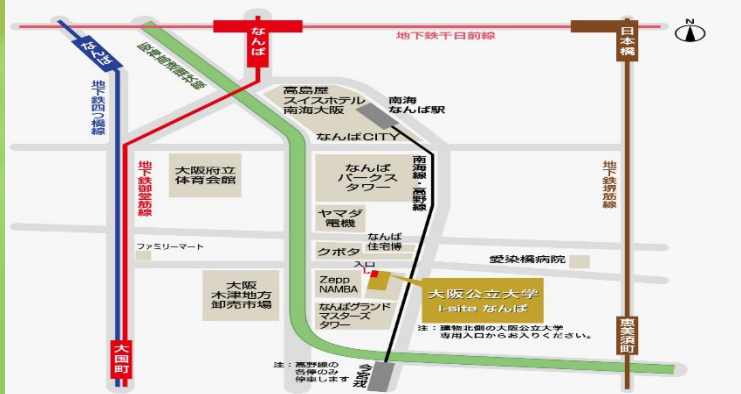 N
なんば
なんば
地下鉄千日前線
日本橋
阪神高速環状線
地下鉄四つ橋線
高島屋
スイスホテル
南海大阪
南海
なんば駅
なんばCITY
地下鉄御堂筋線
大阪府立
体育会館
なんば
パークス
タワー
南海線・高野線
地下鉄堺筋線
ヤマダ
電機
なんば
住宅博
クボタ
ファミリーマート
愛染橋病院
入口
大阪
木津地方
卸売市場
Zepp
NAMBA
大阪公立大学
I-site なんば
なんばグランド
マスターズ
タワー
注:建物北側の大阪公立大学
専用入口からお入りください。
大国町
恵美須町
注:高野線の
各停のみ
停車します
今宮戎